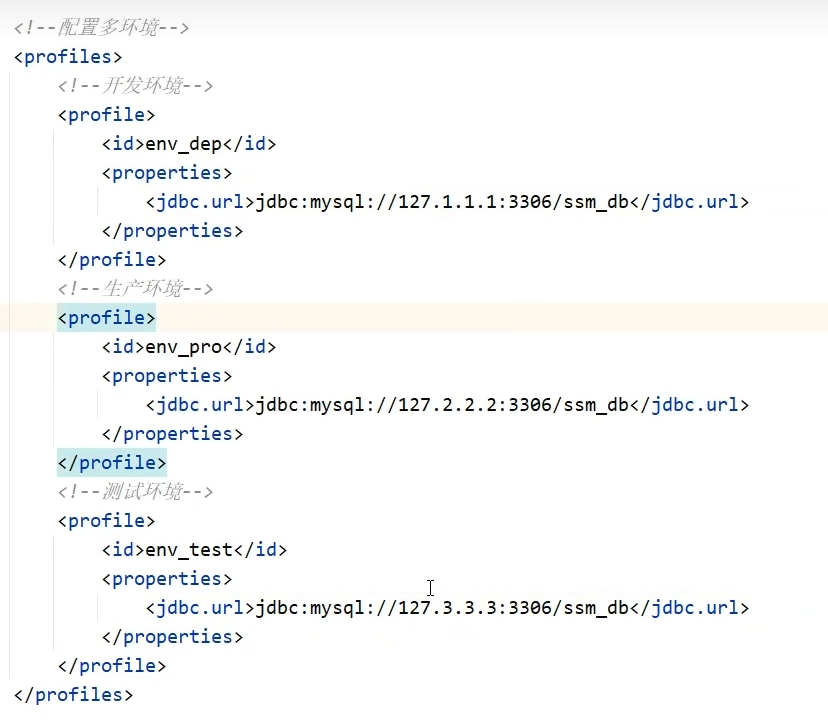 <!--配置多环境-->
<profiles>
<!--开发环境-->
<profile>
<id>env_dep</id>
<properties>
<jdbc.url>jdbc:mysql://127.1.1.1:3306/ssm_db</jdbc.url>
</properties>
</profile>
<!--生产环境-->
<profile>
<id>env_pro</id>
<properties>
<jdbc.url>jdbc:mysql://127.2.2.2:3306/ssm_db</jdbc.url>
</properties>
</profile>
<!--测试环境-->
<profile>
<id>env_test</id>
<properties>
<jdbc.url>jdbc:mysql://127.3.3.3:3306/ssm_db</jdbc.url>
</properties>
</profile>
</profiles>